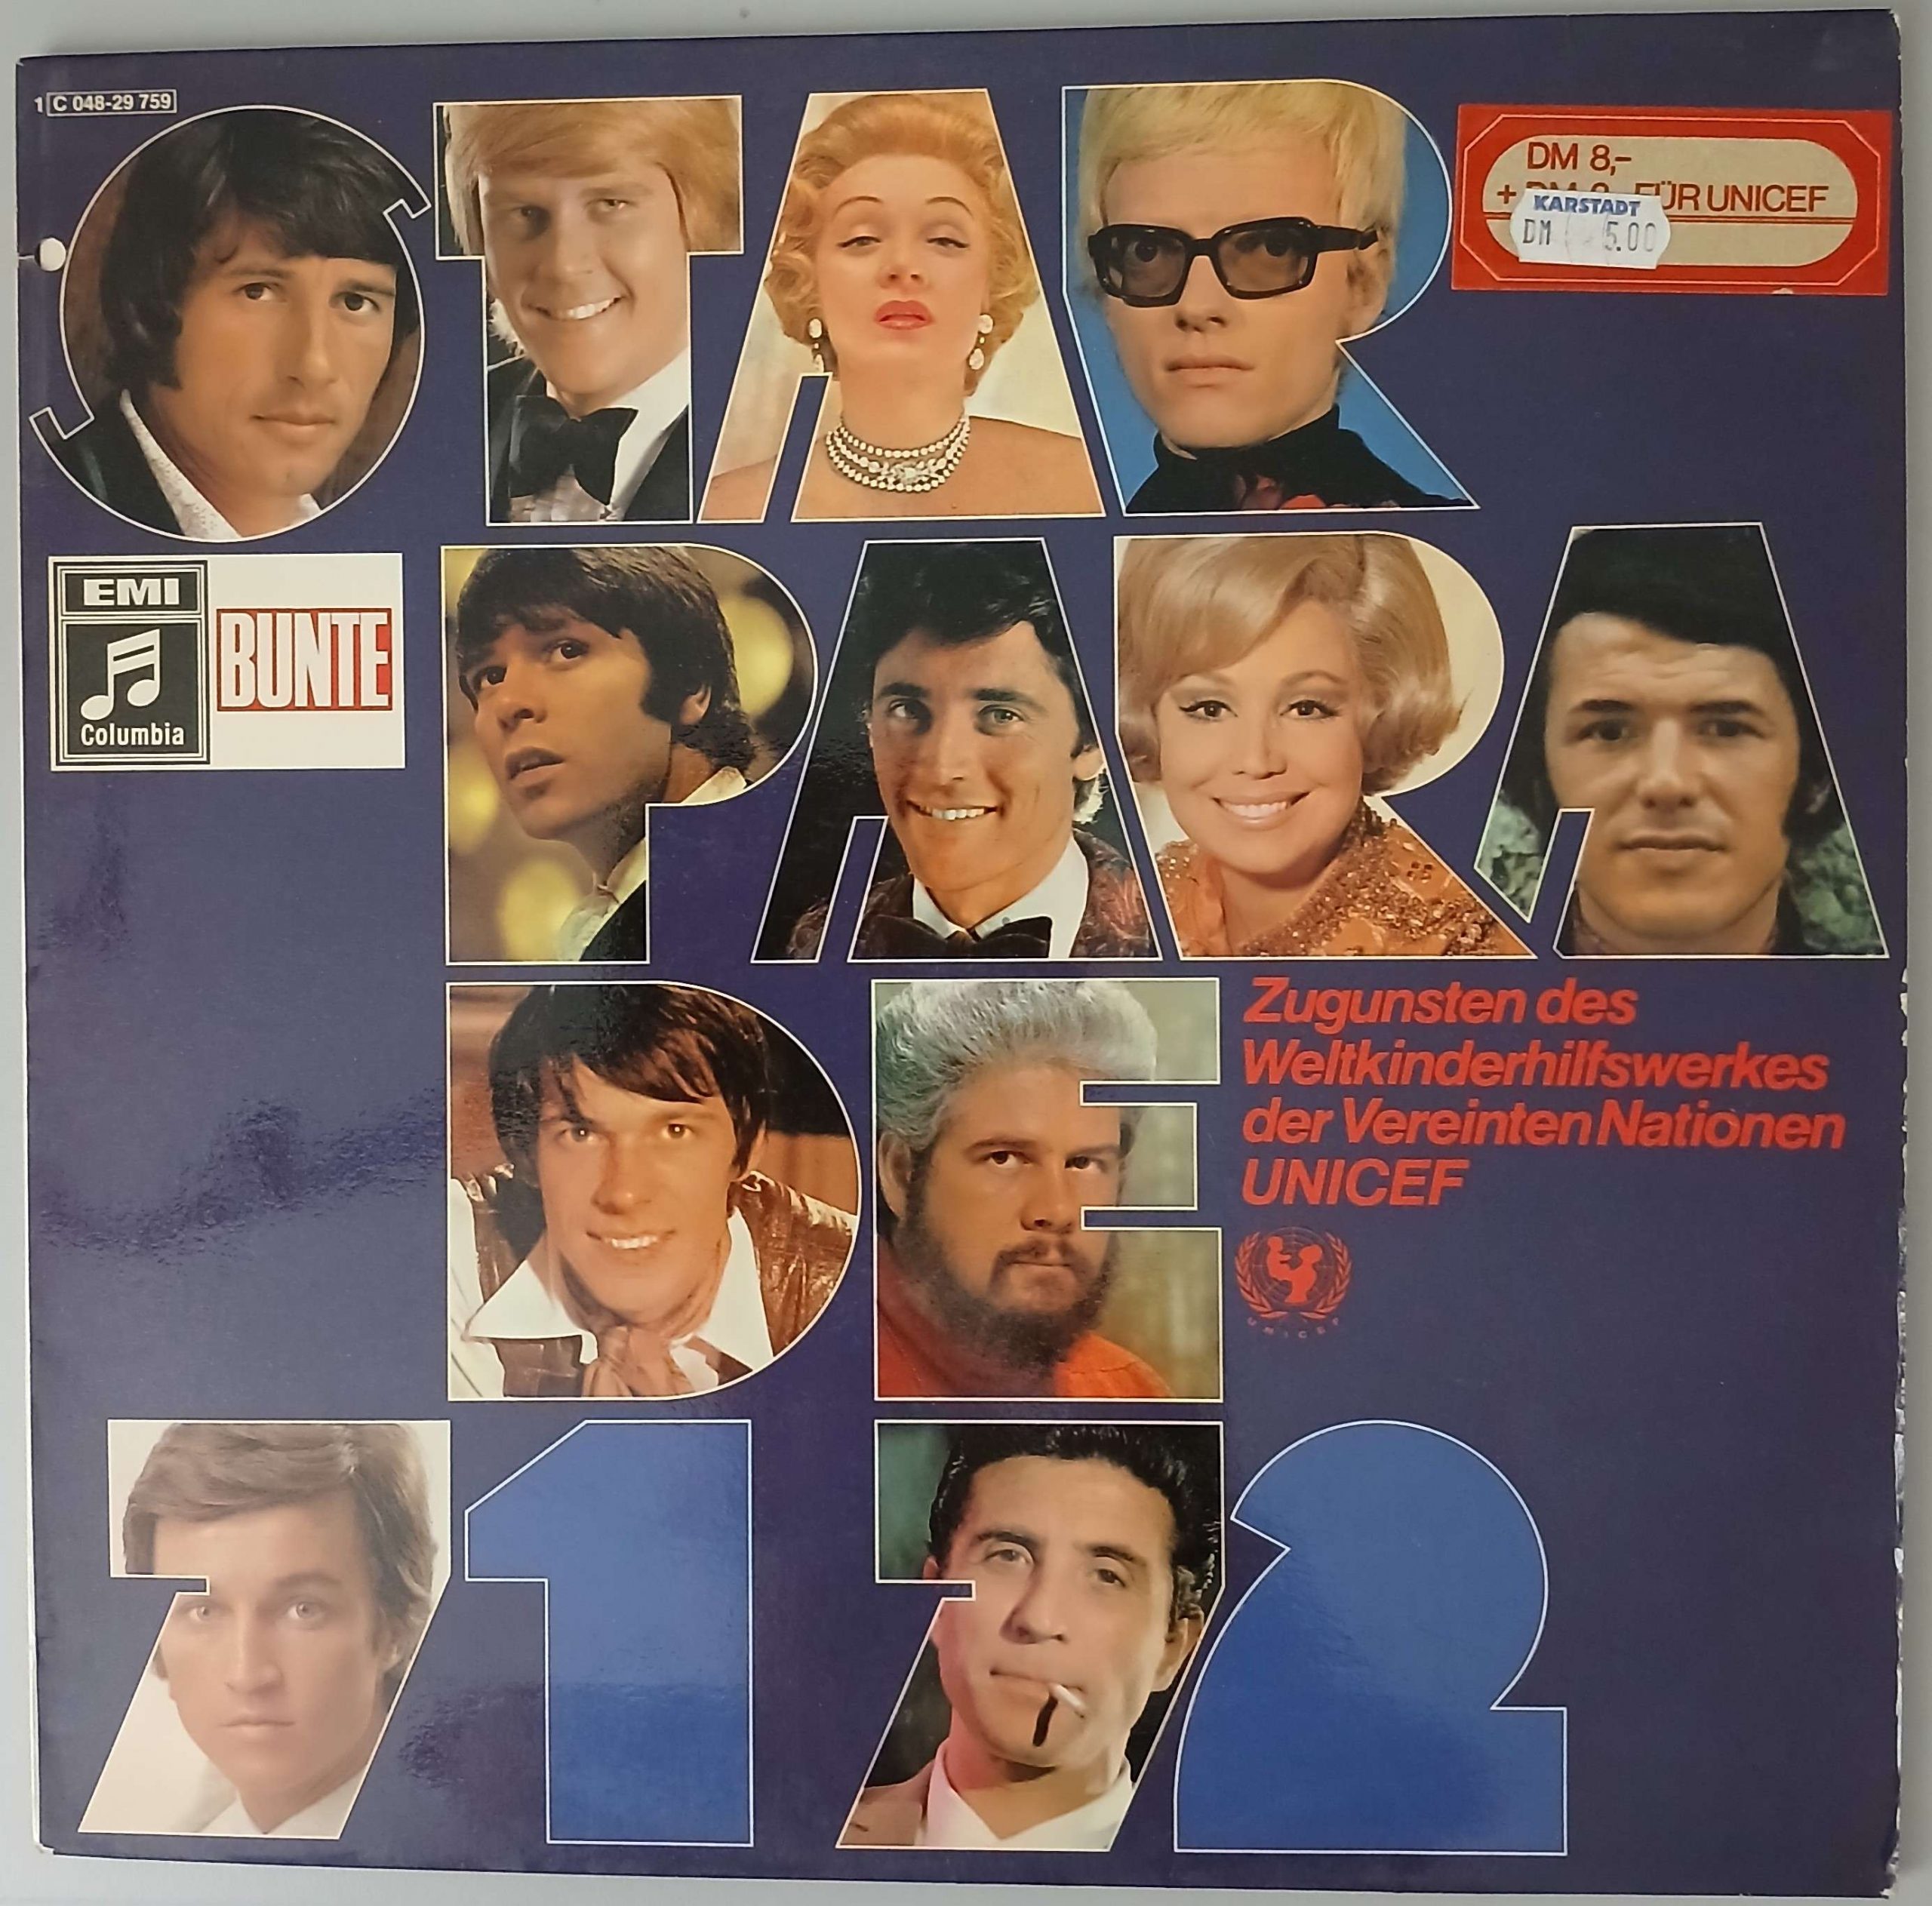 1 C 048-29 759
STAR
DM 8,-
+ DM FÜR UNICEF
KARSTADT
DM 5.00
EMI
Columbia
BUNTE
PARA
DE
Zugunsten des
Weltkinderhilfswerkes
der Vereinten Nationen
UNICEF
UNICEF
71 72